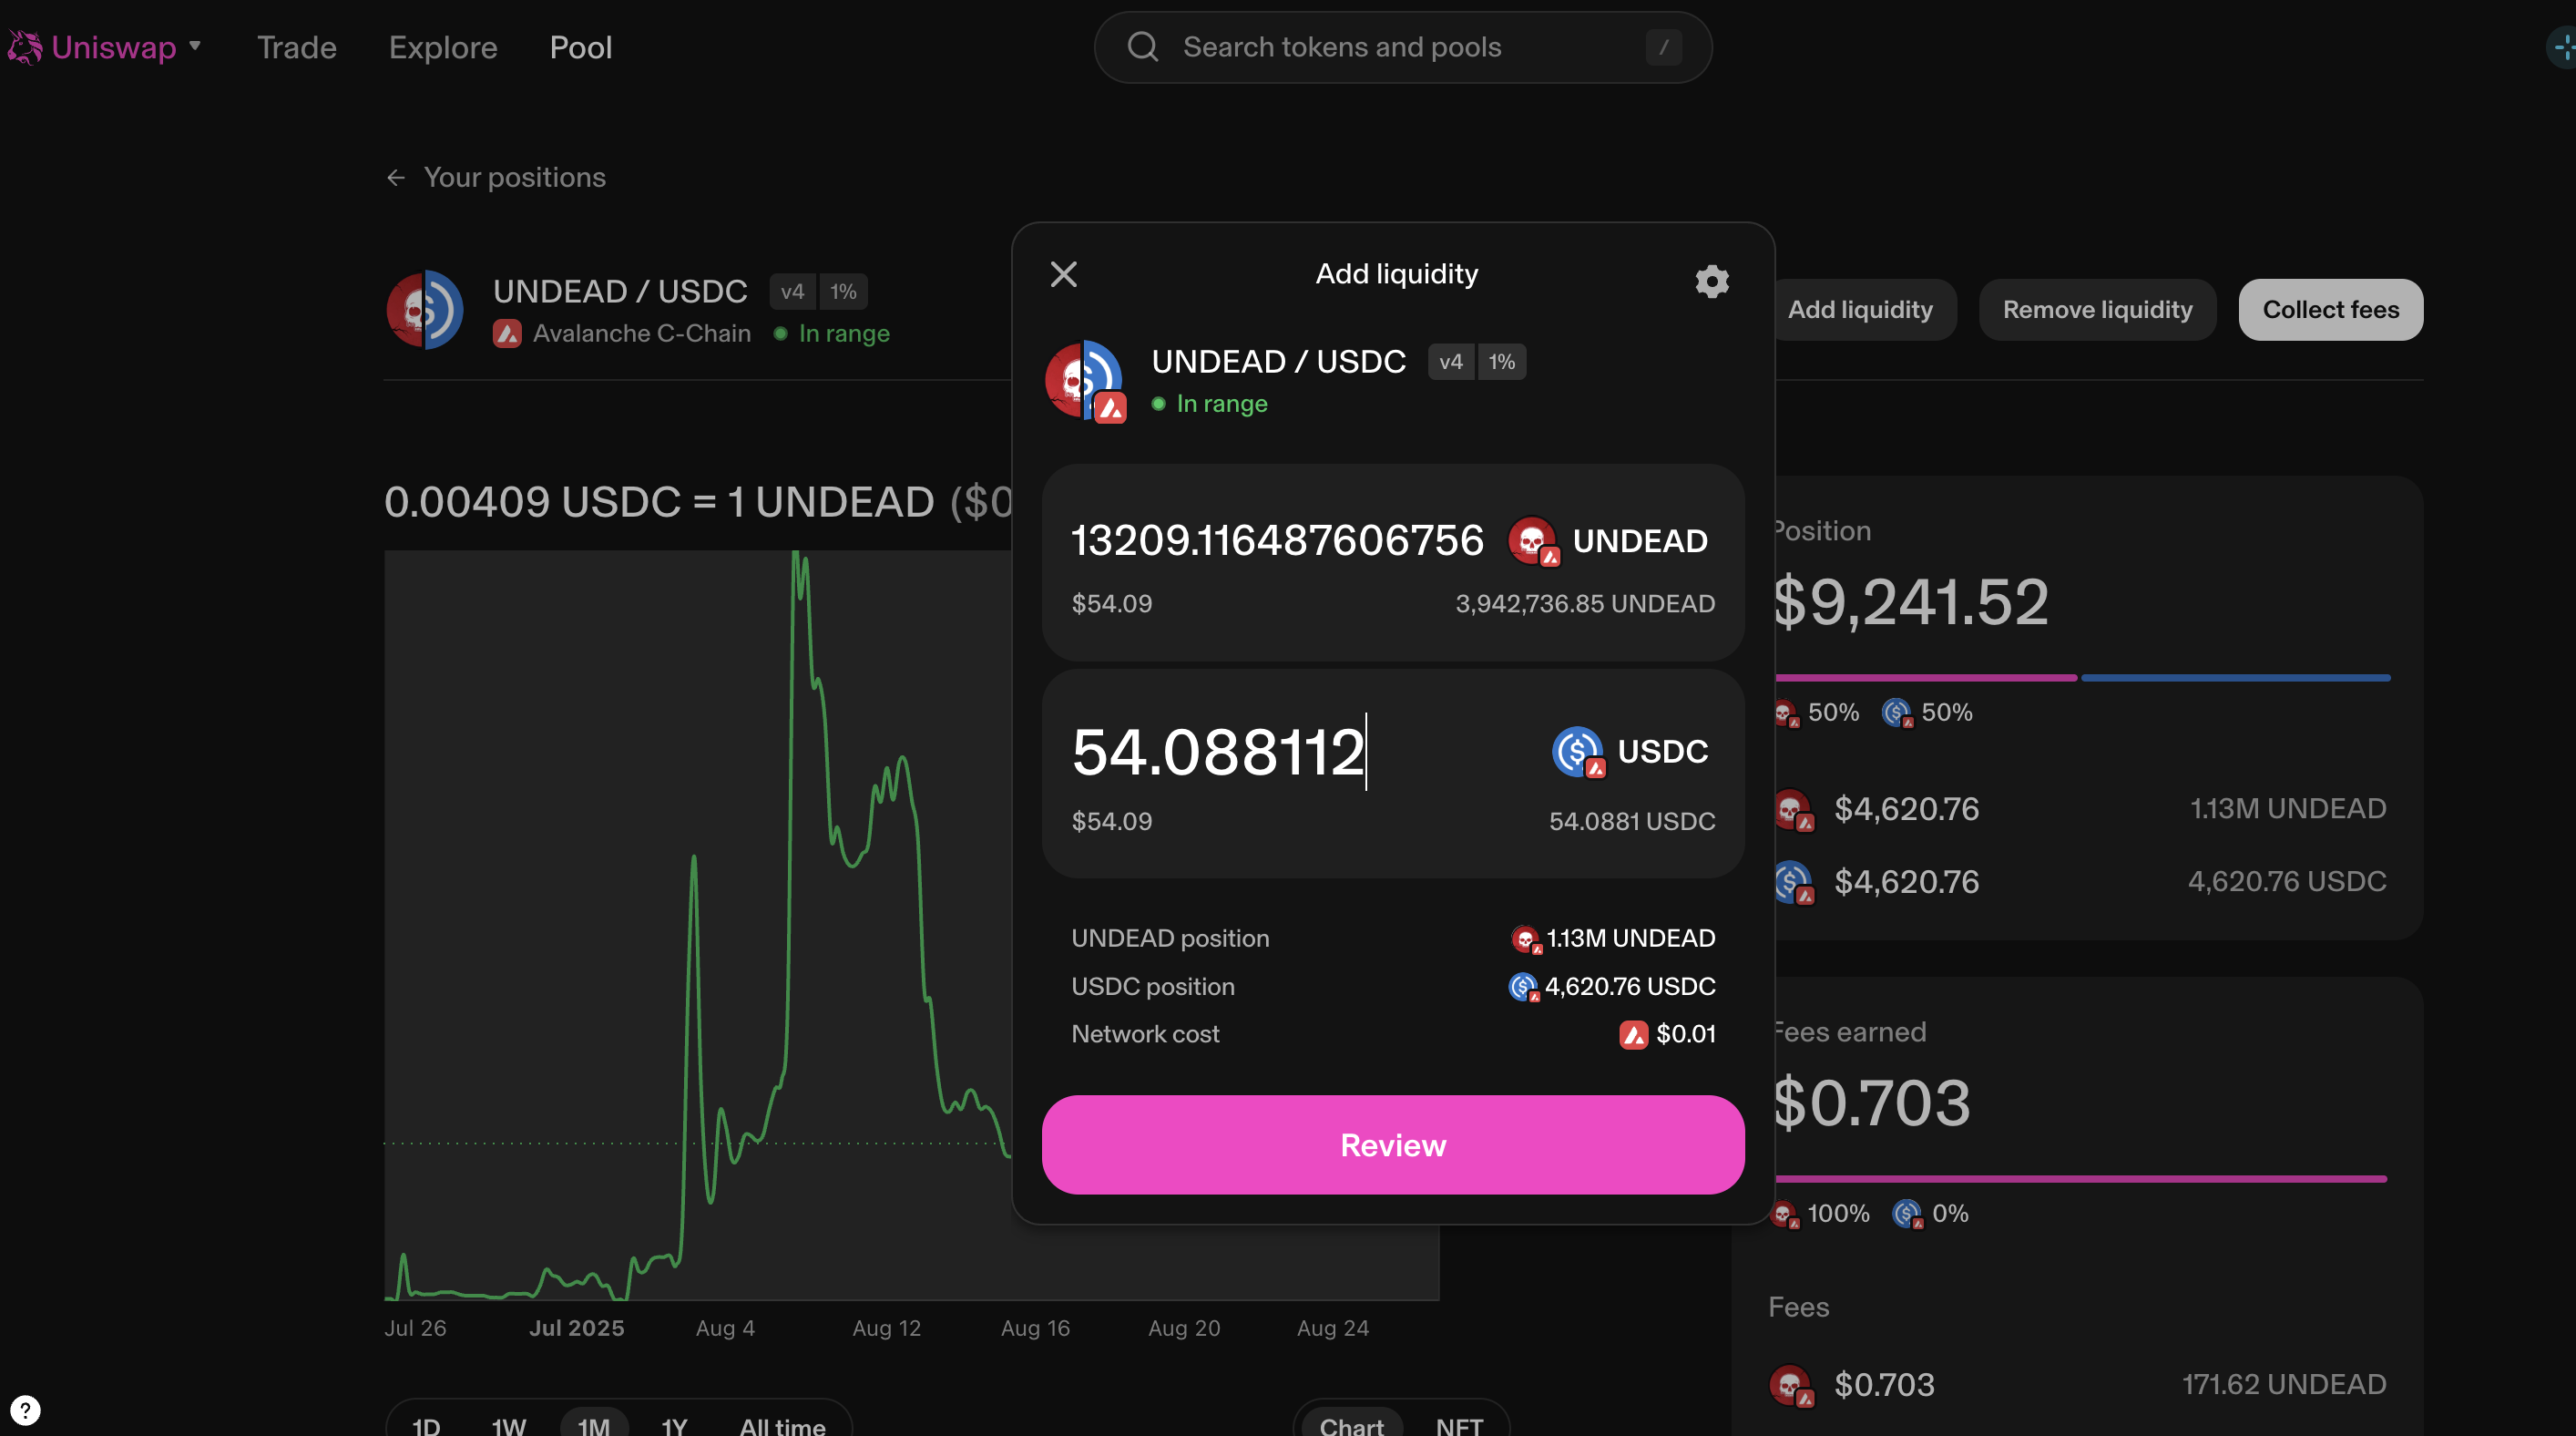 Uniswap
Trade
Explore
Pool
Search tokens and pools
/
← Your positions
UNDEAD / USDC v4 1%
Avalanche C-Chain In range
Add liquidity
Remove liquidity
Collect fees
0.00409 USDC = 1 UNDEAD ($0
Jul 26
Jul 2025
Aug 4
Aug 12
Aug 16
Aug 20
Aug 24
1D
1W
1M
1Y
All time
Chart
NFT
?
Add liquidity
UNDEAD / USDC v4 1%
In range
13209.116487606756 UNDEAD
$54.09 3,942,736.85 UNDEAD
54.088112 USDC
$54.09 54.0881 USDC
UNDEAD position 1.13M UNDEAD
USDC position 4,620.76 USDC
Network cost $0.01
Review
Position
$9,241.52
50% 50%
$4,620.76 1.13M UNDEAD
$4,620.76 4,620.76 USDC
Fees earned
$0.703
100% 0%
Fees
$0.703 171.62 UNDEAD